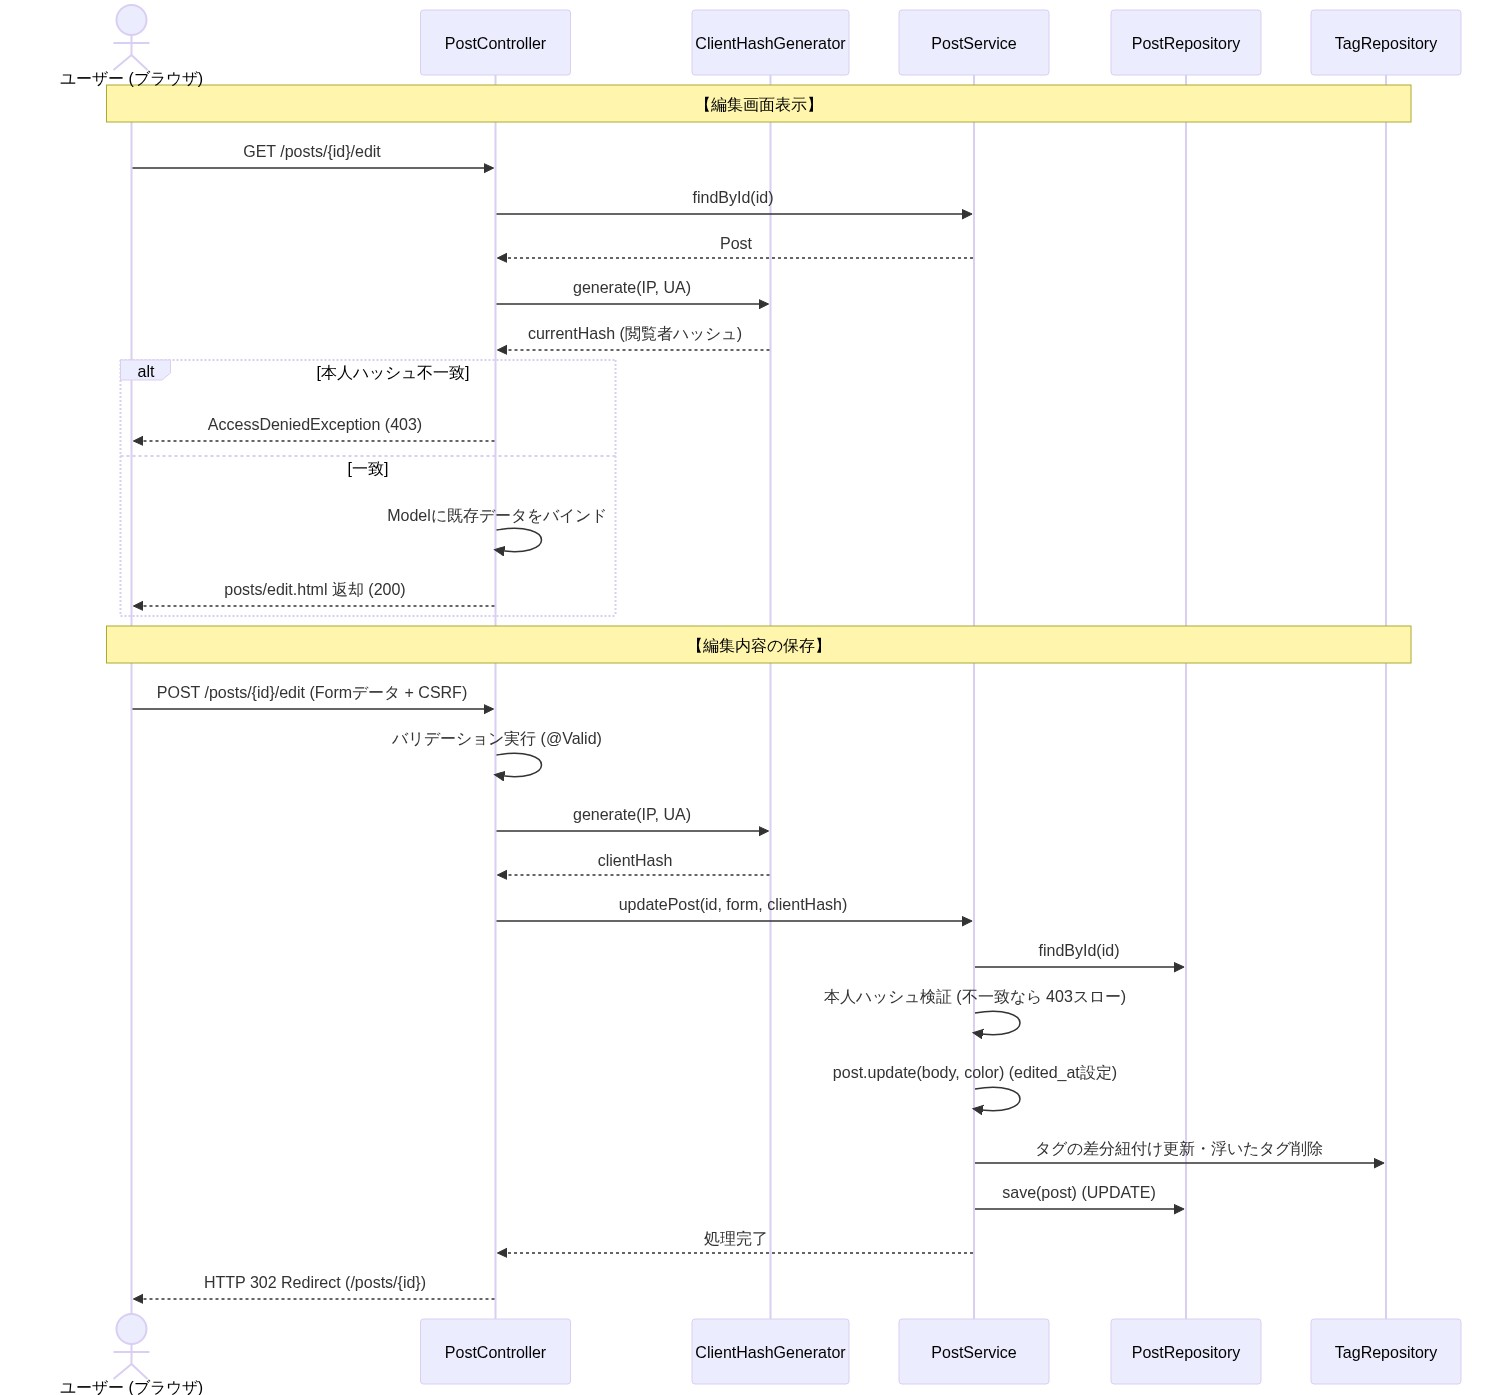 PostController
ClientHashGenerator
PostService
PostRepository
TagRepository
ユーザー (ブラウザ)
【編集画面表示】
GET /posts/{id}/edit
findById(id)
Post
generate(IP, UA)
currentHash (閲覧者ハッシュ)
alt
[本人ハッシュ不一致]
AccessDeniedException (403)
[一致]
Modelに既存データをバインド
posts/edit.html 返却 (200)
【編集内容の保存】
POST /posts/{id}/edit (Formデータ + CSRF)
バリデーション実行 (@Valid)
generate(IP, UA)
clientHash
updatePost(id, form, clientHash)
findById(id)
本人ハッシュ検証 (不一致なら 403スロー)
post.update(body, color) (edited_at設定)
タグの差分紐付け更新・浮いたタグ削除
save(post) (UPDATE)
処理完了
HTTP 302 Redirect (/posts/{id})
PostController
ClientHashGenerator
PostService
PostRepository
TagRepository
ユーザー (ブラウザ)